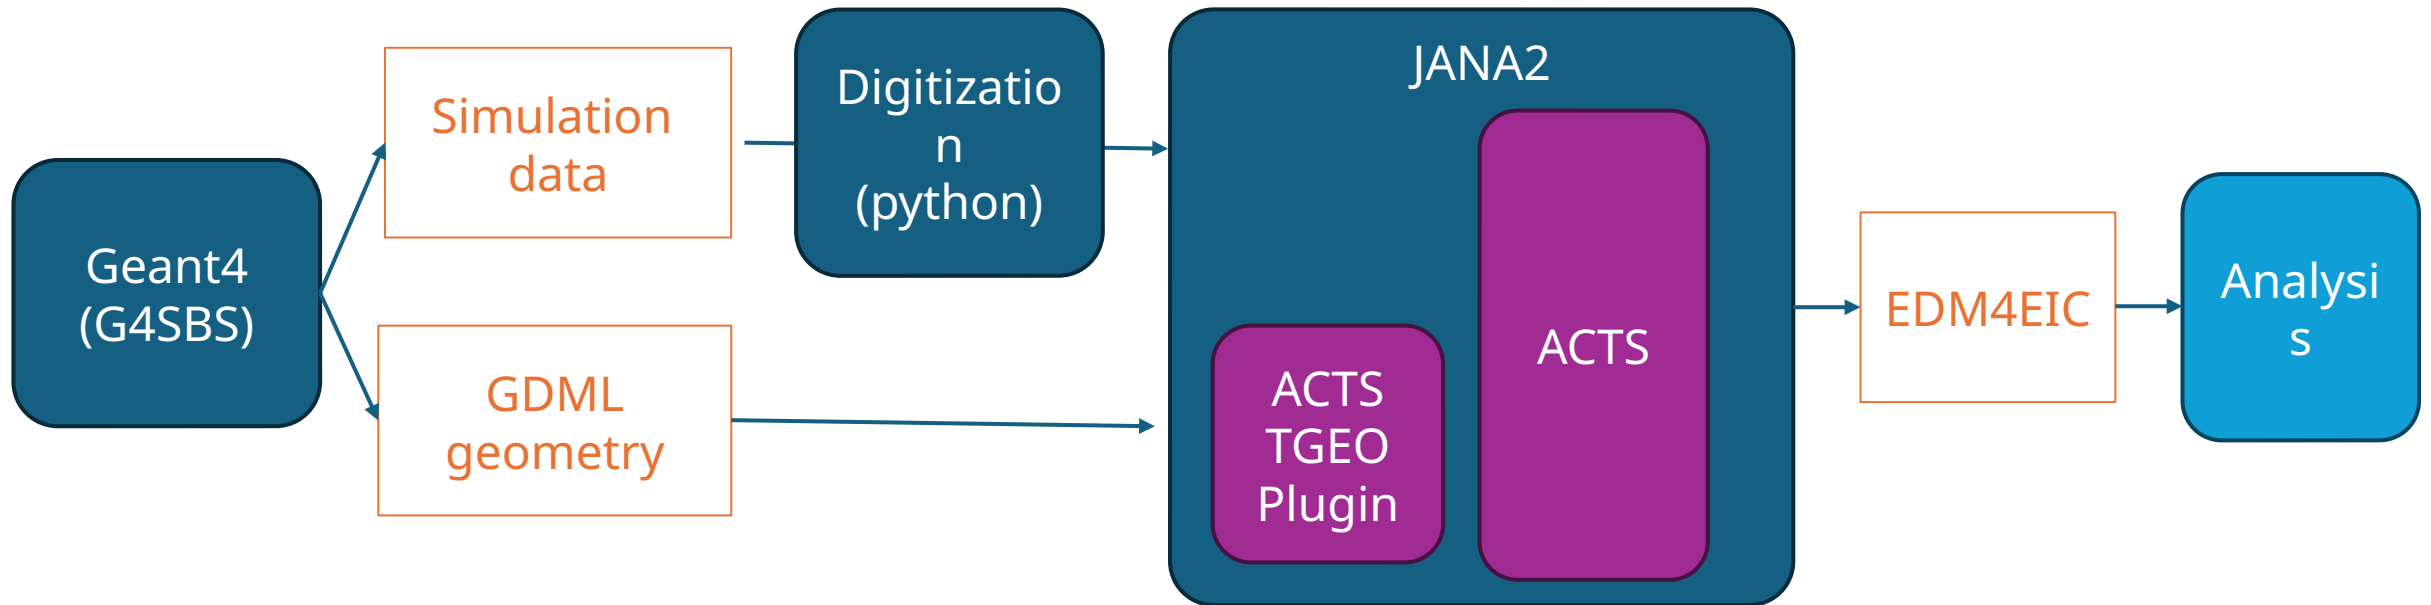 Geant4
(G4SBS)
Simulation
data
GDML
geometry
Digitizatio
n
(python)
JANA2
ACTS
TGEO
Plugin
ACTS
EDM4EIC
Analysi
s